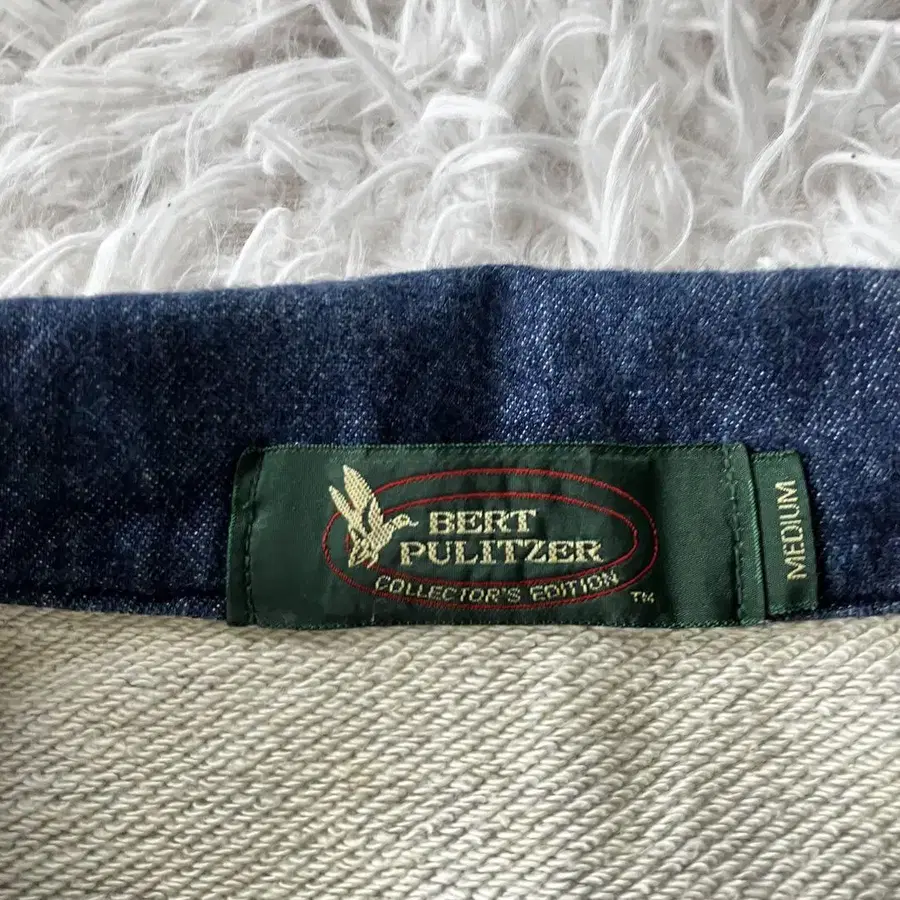 BERT
PULITZER
COLLECTOR'S EDITION
TM
MEDIUM